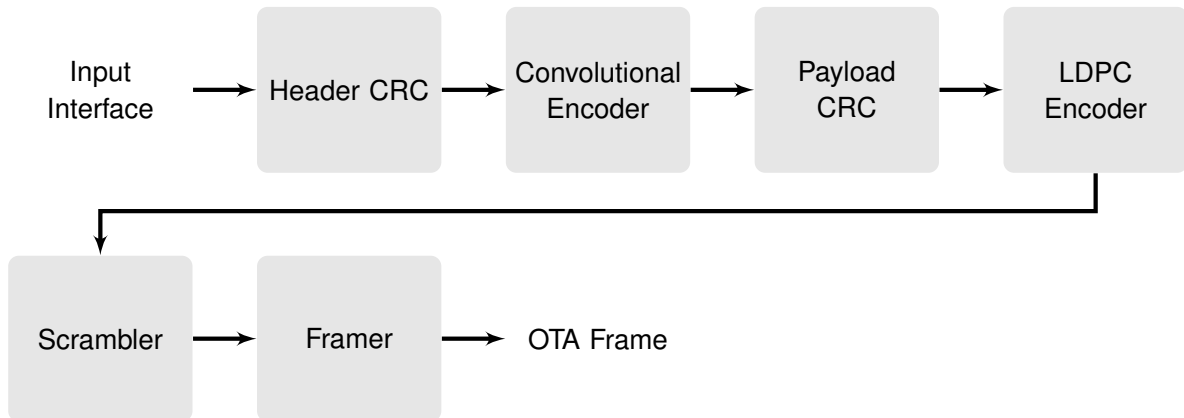 Input
Interface
Header CRC
Convolutional
Encoder
Payload
CRC
LDPC
Encoder
Scrambler
Framer
OTA Frame